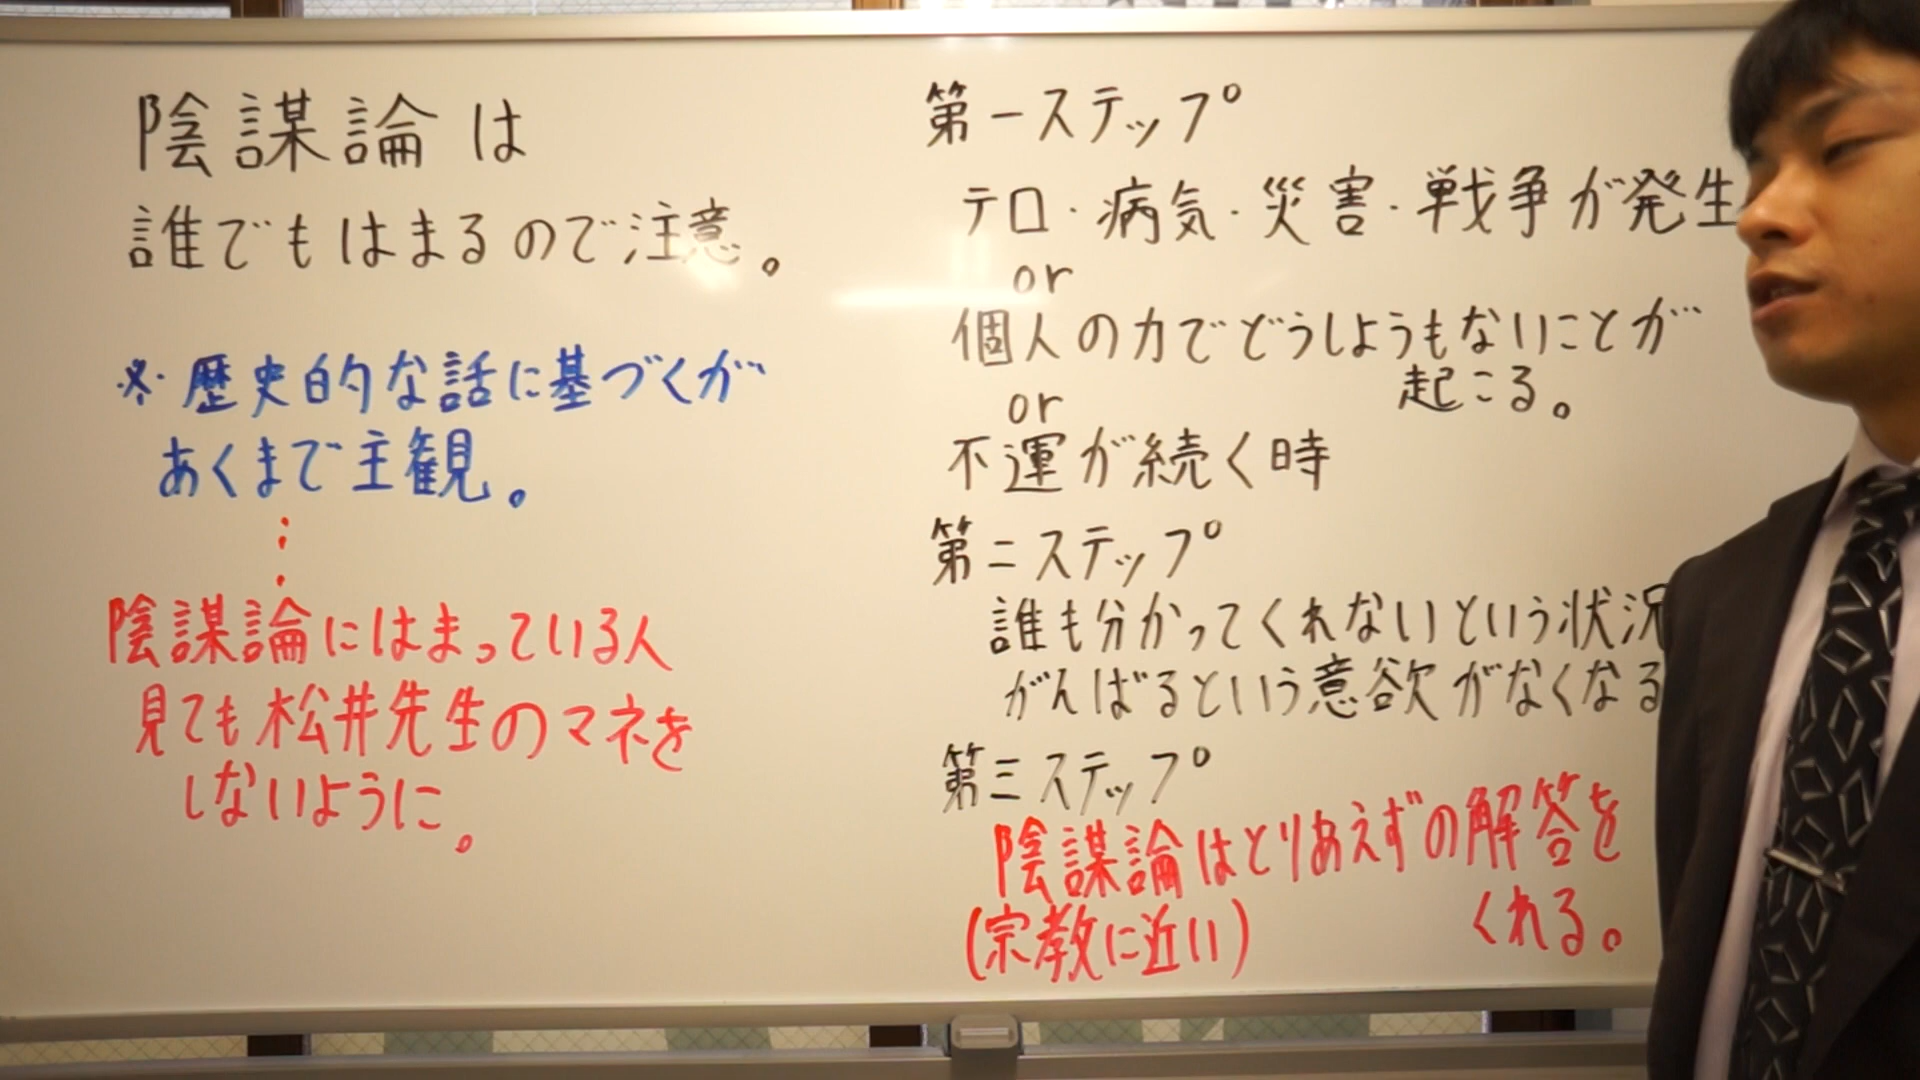 陰謀論は
誰でもはまるので注意。
※歴史的な話に基づくが
あくまで主観。
陰謀論にはまっている人
見ても松井先生のマネを
しないように。
第一ステップ
テロ・病気・災害・戦争が発生
or
個人の力でどうしようもないことが
起こる。
or
不運が続く時
第二ステップ
誰も分かってくれないという状況
がんばるという意欲がなくなる
第三ステップ
陰謀論はとりあえずの解答を
くれる。
(宗教に近い)